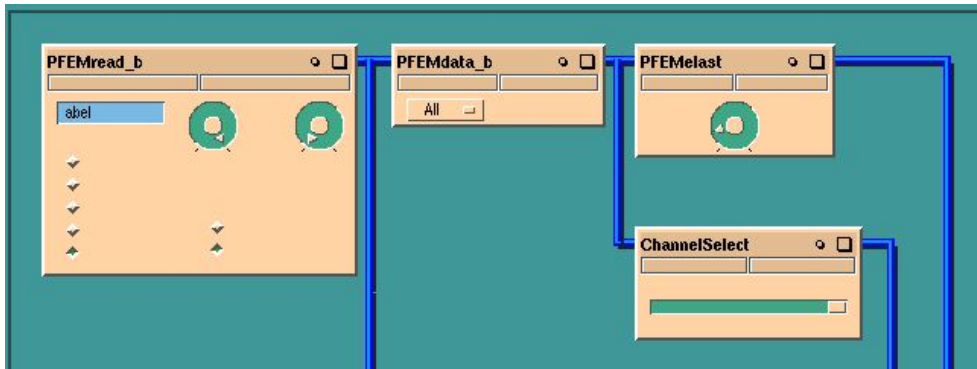 PFEMread_b
PFEMdata_b
PFEMelast
abel
All
ChannelSelect